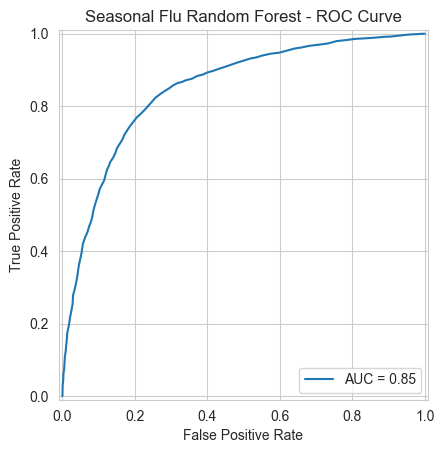 Seasonal Flu Random Forest - ROC Curve
1.0
0.8
0.6
0.4
0.2
0.0
True Positive Rate
AUC = 0.85
0.0 0.2 0.4 0.6 0.8 1.0
False Positive Rate